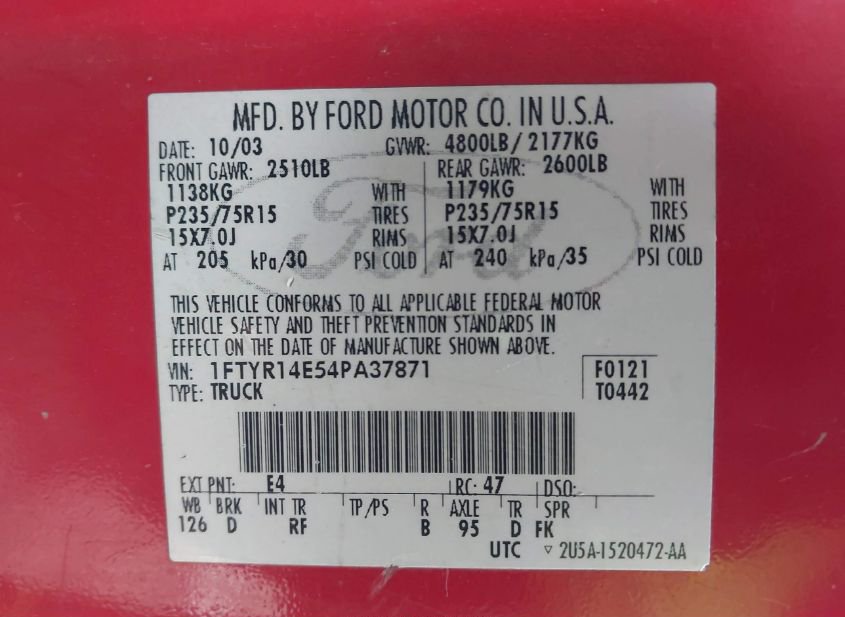 MFD. BY FORD MOTOR CO. IN U.S.A.
DATE: 10/03 GVWR: 4800LB/2177KG
FRONT GAWR: 2510LB REAR GAWR: 2600LB
1138KG WITH 1179KG WITH
P235/75R15 TIRES P235/75R15 TIRES
15X7.0J RIMS 15X7.0J RIMS
AT 205 kPa/30 PSI COLD AT 240 kPa/35 PSI COLD
Ford
THIS VEHICLE CONFORMS TO ALL APPLICABLE FEDERAL MOTOR
VEHICLE SAFETY AND THEFT PREVENTION STANDARDS IN
EFFECT ON THE DATE OF MANUFACTURE SHOWN ABOVE.
VIN: 1FTYR14E54PA37871 F0121
TYPE: TRUCK T0442
EXT PNT: E4 RC: 47 DSO:
WB BRK INT TR TP/PS R AXLE TR SPR
126 D RF B 95 D FK
UTC ▽ 2U5A-1520472-AA